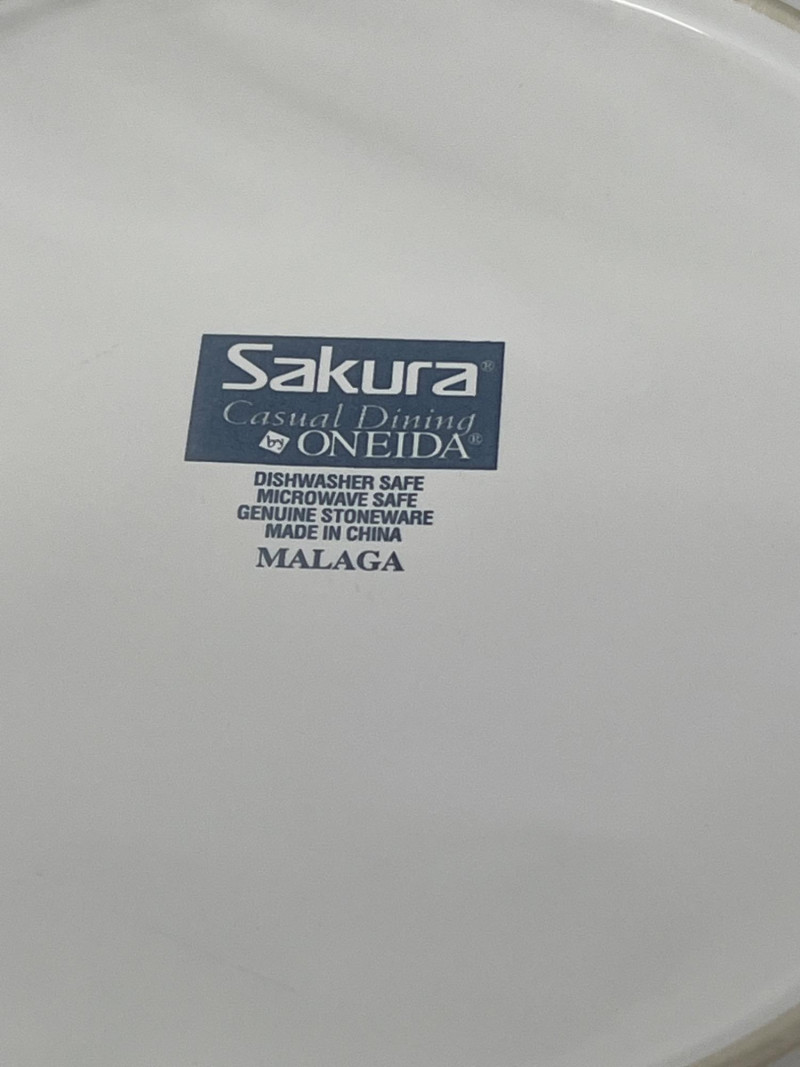 Sakura®
Casual Dining
by ONEIDA®
DISHWASHER SAFE
MICROWAVE SAFE
GENUINE STONEWARE
MADE IN CHINA
MALAGA